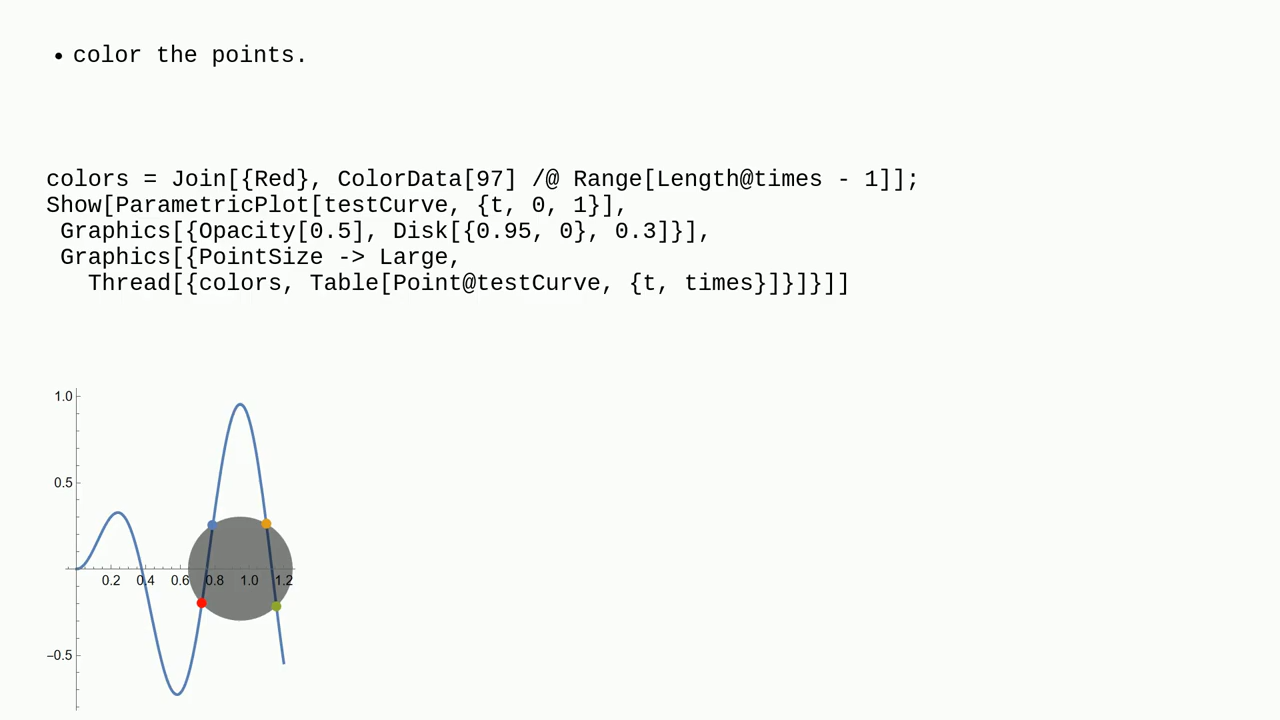 • color the points.
colors = Join[{Red}, ColorData[97] /@ Range[Length@times - 1]];
Show[ParametricPlot[testCurve, {t, 0, 1}],
Graphics[{Opacity[0.5], Disk[{0.95, 0}, 0.3]}],
Graphics[{PointSize -> Large,
Thread[{colors, Table[Point@testCurve, {t, times}]}]}]]
1.0
0.5
0.2 0.4 0.6 0.8 1.0 1.2
−0.5